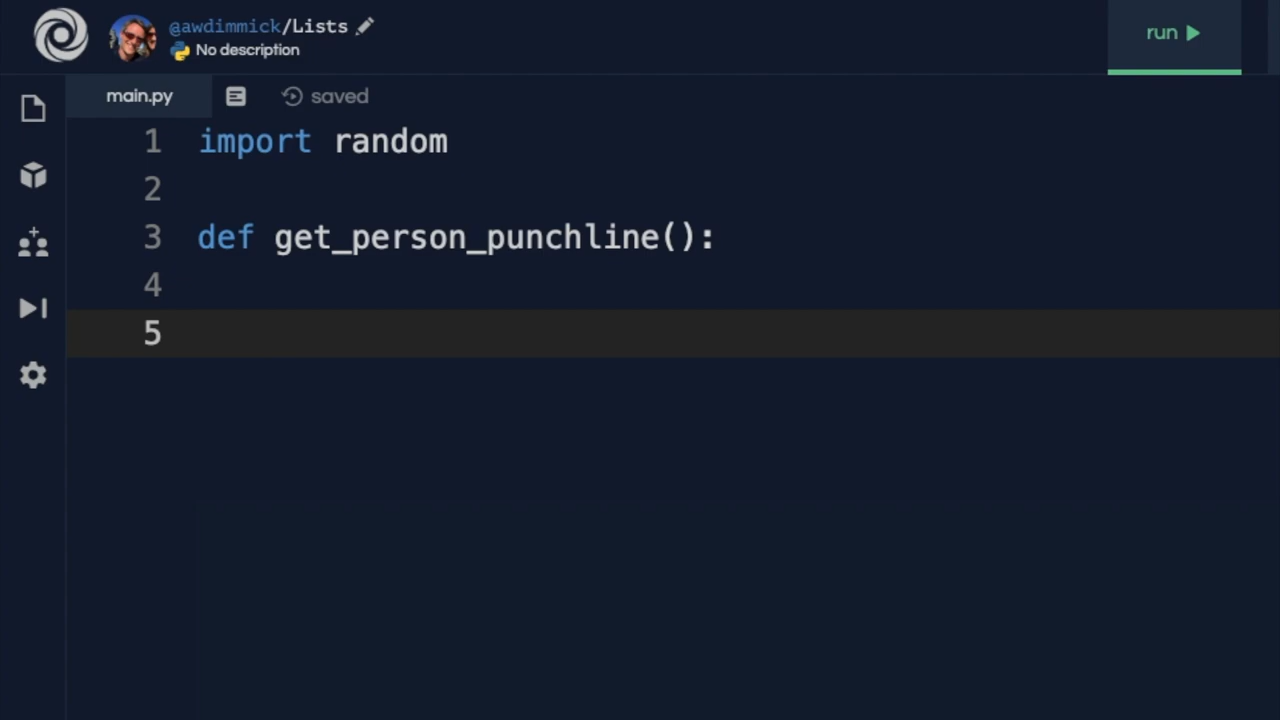 @awdimmick/Lists
No description
run
main.py
saved
1 import random
2
3 def get_person_punchline():
4
5